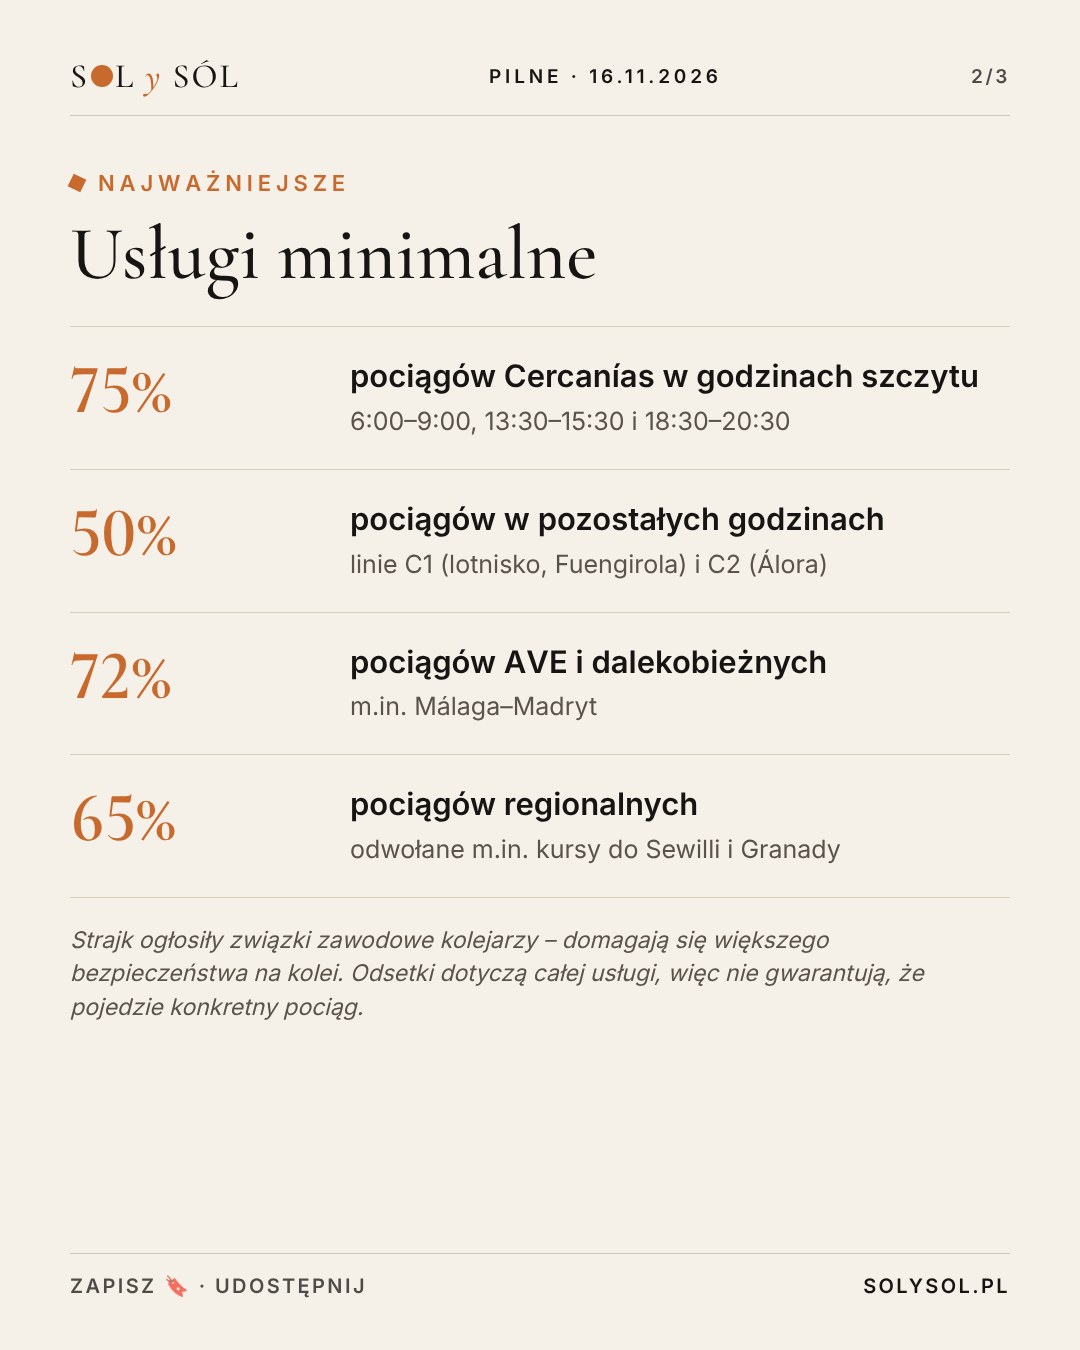 SOL y SÓL
PILNE · 16.11.2026
2/3
NAJWAŻNIEJSZE
Usługi minimalne
75%
pociągów Cercanías w godzinach szczytu
6:00–9:00, 13:30–15:30 i 18:30–20:30
50%
pociągów w pozostałych godzinach
linie C1 (lotnisko, Fuengirola) i C2 (Álora)
72%
pociągów AVE i dalekobieżnych
m.in. Málaga–Madryt
65%
pociągów regionalnych
odwołane m.in. kursy do Sewilli i Granady
Strajk ogłosiły związki zawodowe kolejarzy – domagają się większego
bezpieczeństwa na kolei. Odsetki dotyczą całej usługi, więc nie gwarantują, że
pojedzie konkretny pociąg.
ZAPISZ 🔖 · UDOSTĘPNIJ
SOLYSOL.PL